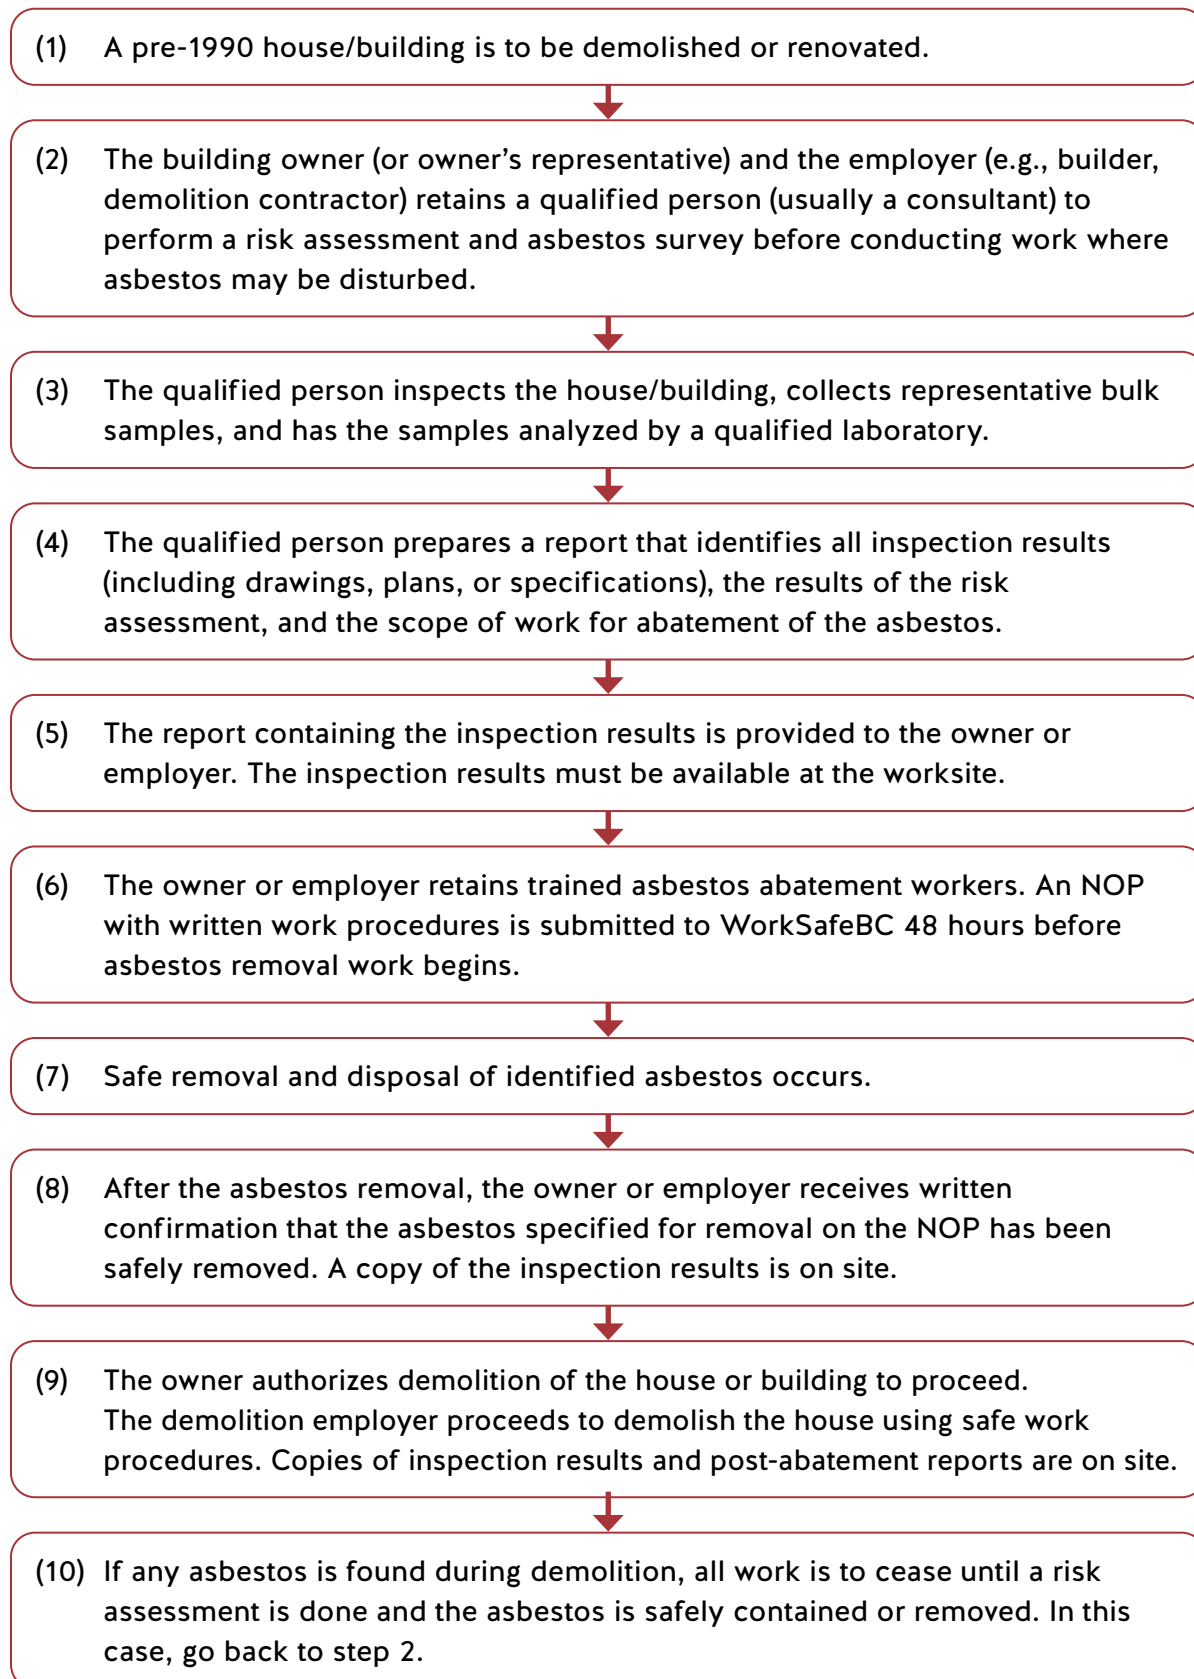 (1) A pre-1990 house/building is to be demolished or renovated.
(2) The building owner (or owner’s representative) and the employer (e.g., builder,
demolition contractor) retains a qualified person (usually a consultant) to
perform a risk assessment and asbestos survey before conducting work where
asbestos may be disturbed.
(3) The qualified person inspects the house/building, collects representative bulk
samples, and has the samples analyzed by a qualified laboratory.
(4) The qualified person prepares a report that identifies all inspection results
(including drawings, plans, or specifications), the results of the risk
assessment, and the scope of work for abatement of the asbestos.
(5) The report containing the inspection results is provided to the owner or
employer. The inspection results must be available at the worksite.
(6) The owner or employer retains trained asbestos abatement workers. An NOP
with written work procedures is submitted to WorkSafeBC 48 hours before
asbestos removal work begins.
(7) Safe removal and disposal of identified asbestos occurs.
(8) After the asbestos removal, the owner or employer receives written
confirmation that the asbestos specified for removal on the NOP has been
safely removed. A copy of the inspection results is on site.
(9) The owner authorizes demolition of the house or building to proceed.
The demolition employer proceeds to demolish the house using safe work
procedures. Copies of inspection results and post-abatement reports are on site.
(10) If any asbestos is found during demolition, all work is to cease until a risk
assessment is done and the asbestos is safely contained or removed. In this
case, go back to step 2.